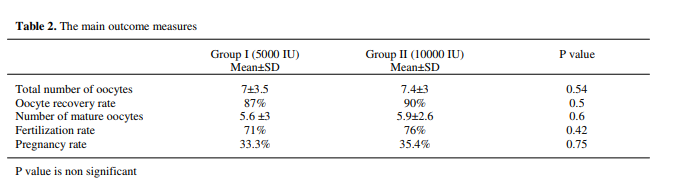 Table 2. The main outcome measures
Group I (5000 IU) Group II (10000 IU) P value
Mean±SD Mean±SD
Total number of oocytes 7±3.5 7.4±3 0.54
Oocyte recovery rate 87% 90% 0.5
Number of mature oocytes 5.6 ±3 5.9±2.6 0.6
Fertilization rate 71% 76% 0.42
Pregnancy rate 33.3% 35.4% 0.75
P value is non significant